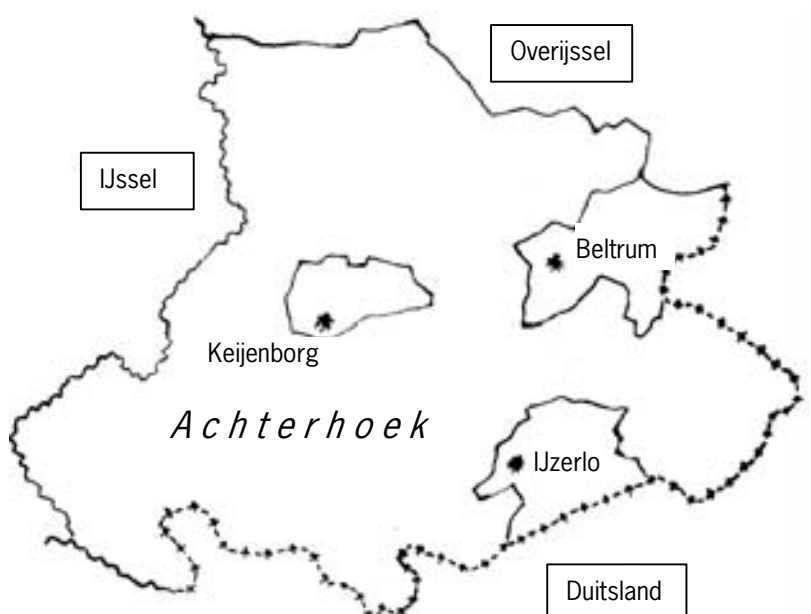 Overijssel
IJssel
Beltrum
Keijenborg
Achterhoek
IJzerlo
Duitsland